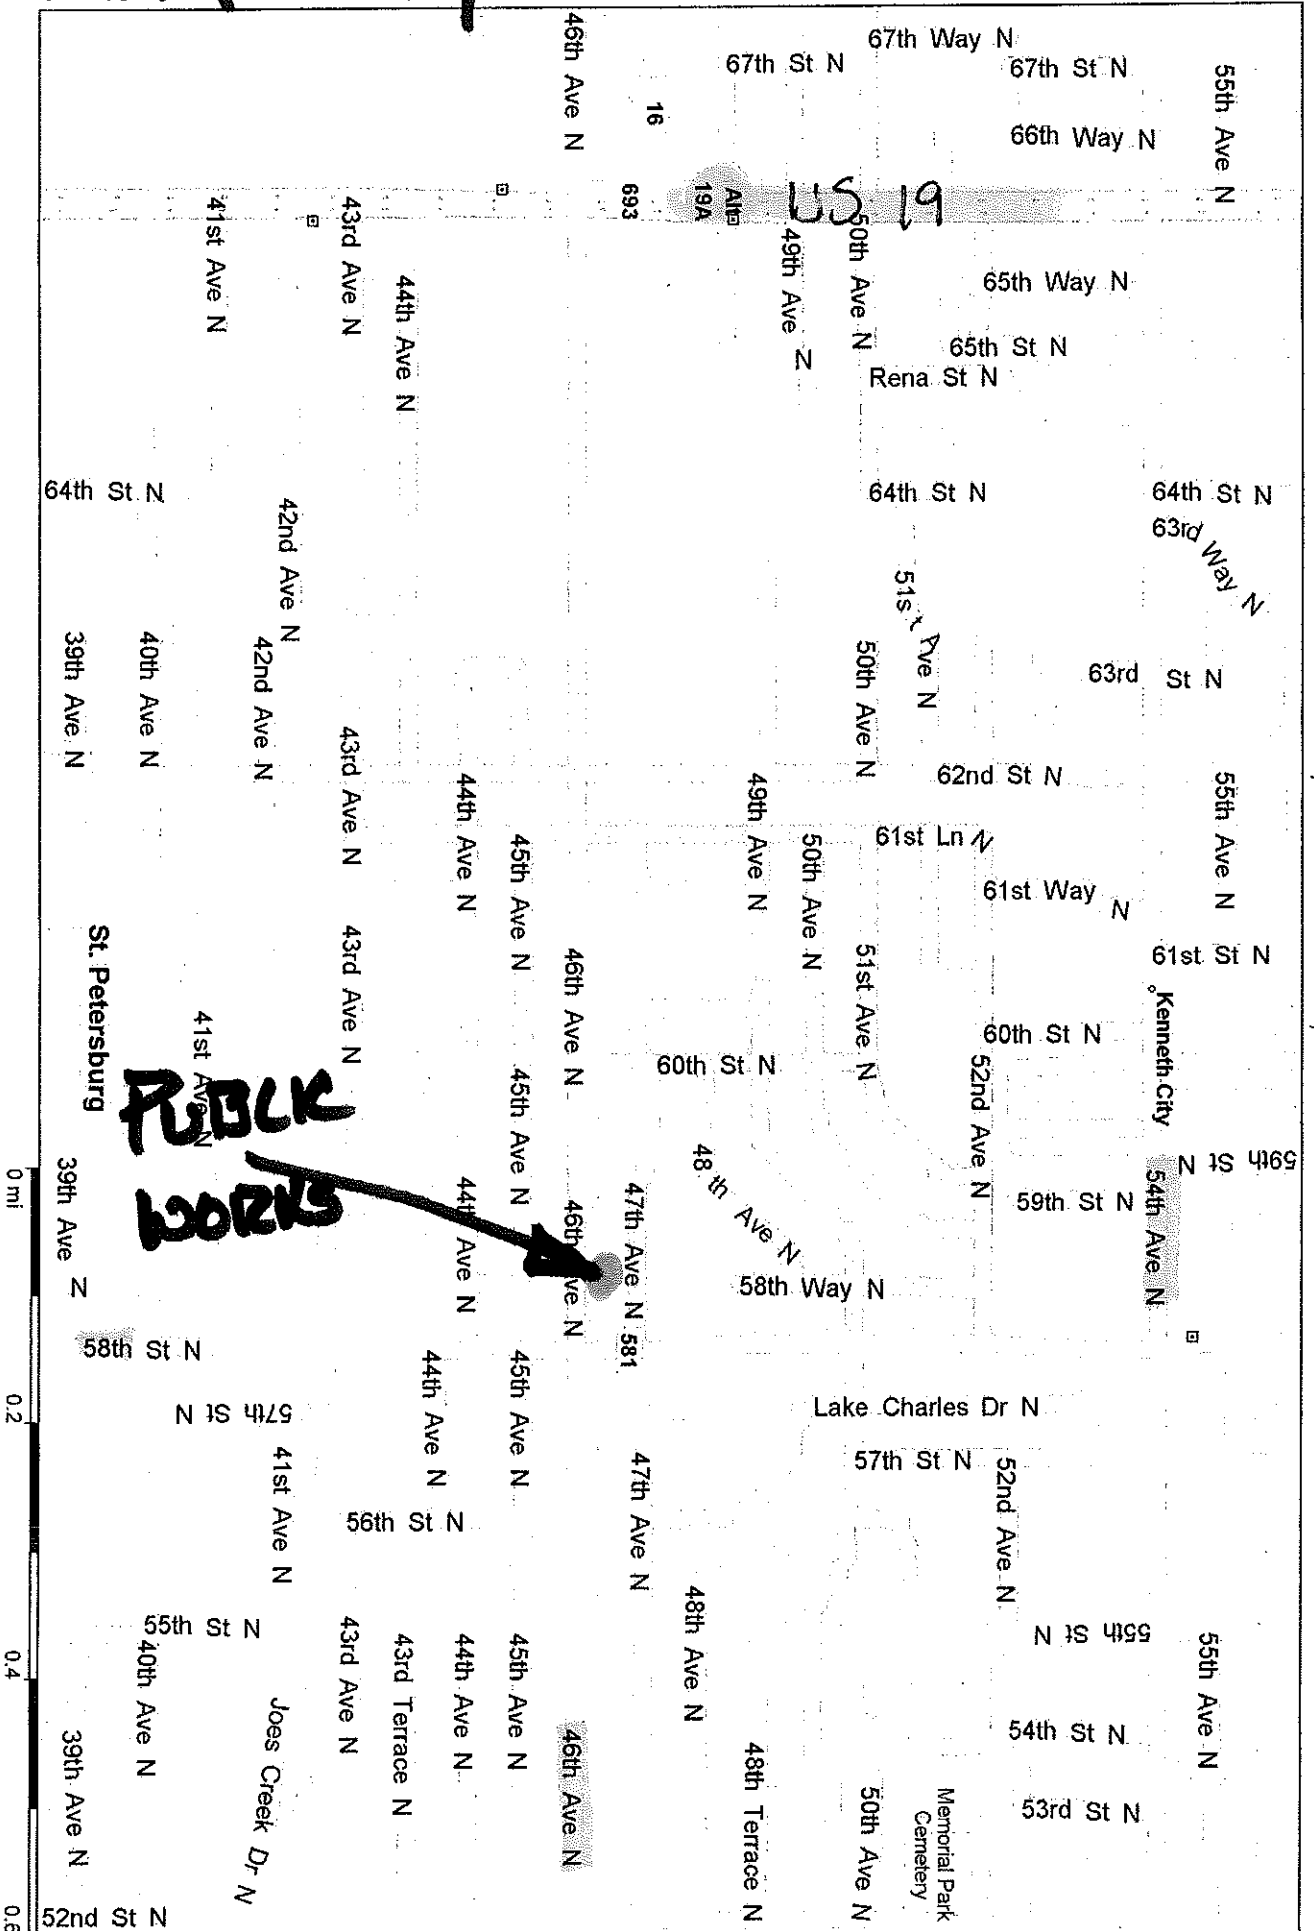 67th Way N
46th Ave N
67th St N
67th St N
55th Ave N
16
66th Way N
693
Alt
19A
US 19
41st Ave N
43rd Ave N
50th Ave N
49th Ave N
44th Ave N
65th Way N
65th St N
Rena St N
64th St N
64th St N
64th St N
42nd Ave N
63rd Way N
51st Ave N
39th Ave N
40th Ave N
42nd Ave N
50th Ave N
63rd St N
43rd Ave N
44th Ave N
49th Ave N
62nd St N
55th Ave N
45th Ave N
50th Ave N
61st Ln N
61st Way N
St. Petersburg
43rd Ave N
46th Ave N
51st Ave N
61st St N
Kenneth City
41st Ave N
60th St N
60th St N
45th Ave N
52nd Ave N
PUBLIC
WORKS
48th Ave N
59th St N
54th Ave N
39th Ave N
44th Ave N
46th Ave N
47th Ave N
59th St N
58th Way N
0 mi
58th St N
581
44th Ave N
45th Ave N
57th St N
Lake Charles Dr N
0.2
41st Ave N
47th Ave N
57th St N
52nd Ave N
56th St N
48th Ave N
55th St N
43rd Ave N
43rd Terrace N
44th Ave N
45th Ave N
55th St N
55th Ave N
0.4
40th Ave N
Joes Creek Dr N
39th Ave N
46th Ave N
48th Terrace N
54th St N
50th Ave N
Memorial Park
Cemetery
53rd St N
52nd St N
0.6